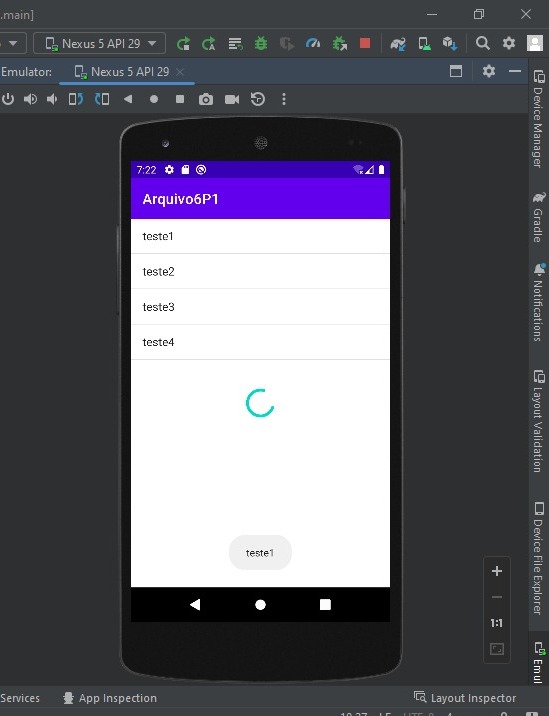 .main]
Nexus 5 API 29
Emulator: Nexus 5 API 29
7:22
Arquivo6P1
teste1
teste2
teste3
teste4
teste1
1:1
Device Manager
Gradle
Notifications
Layout Validation
Device File Explorer
Emul
Services App Inspection Layout Inspector